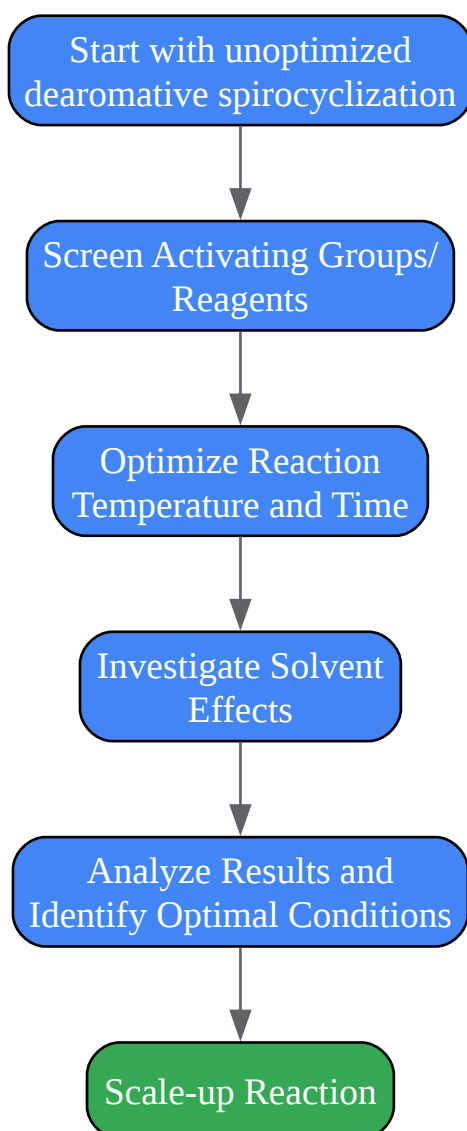 Start with unoptimized
dearomative spirocyclization
Screen Activating Groups/
Reagents
Optimize Reaction
Temperature and Time
Investigate Solvent
Effects
Analyze Results and
Identify Optimal Conditions
Scale-up Reaction